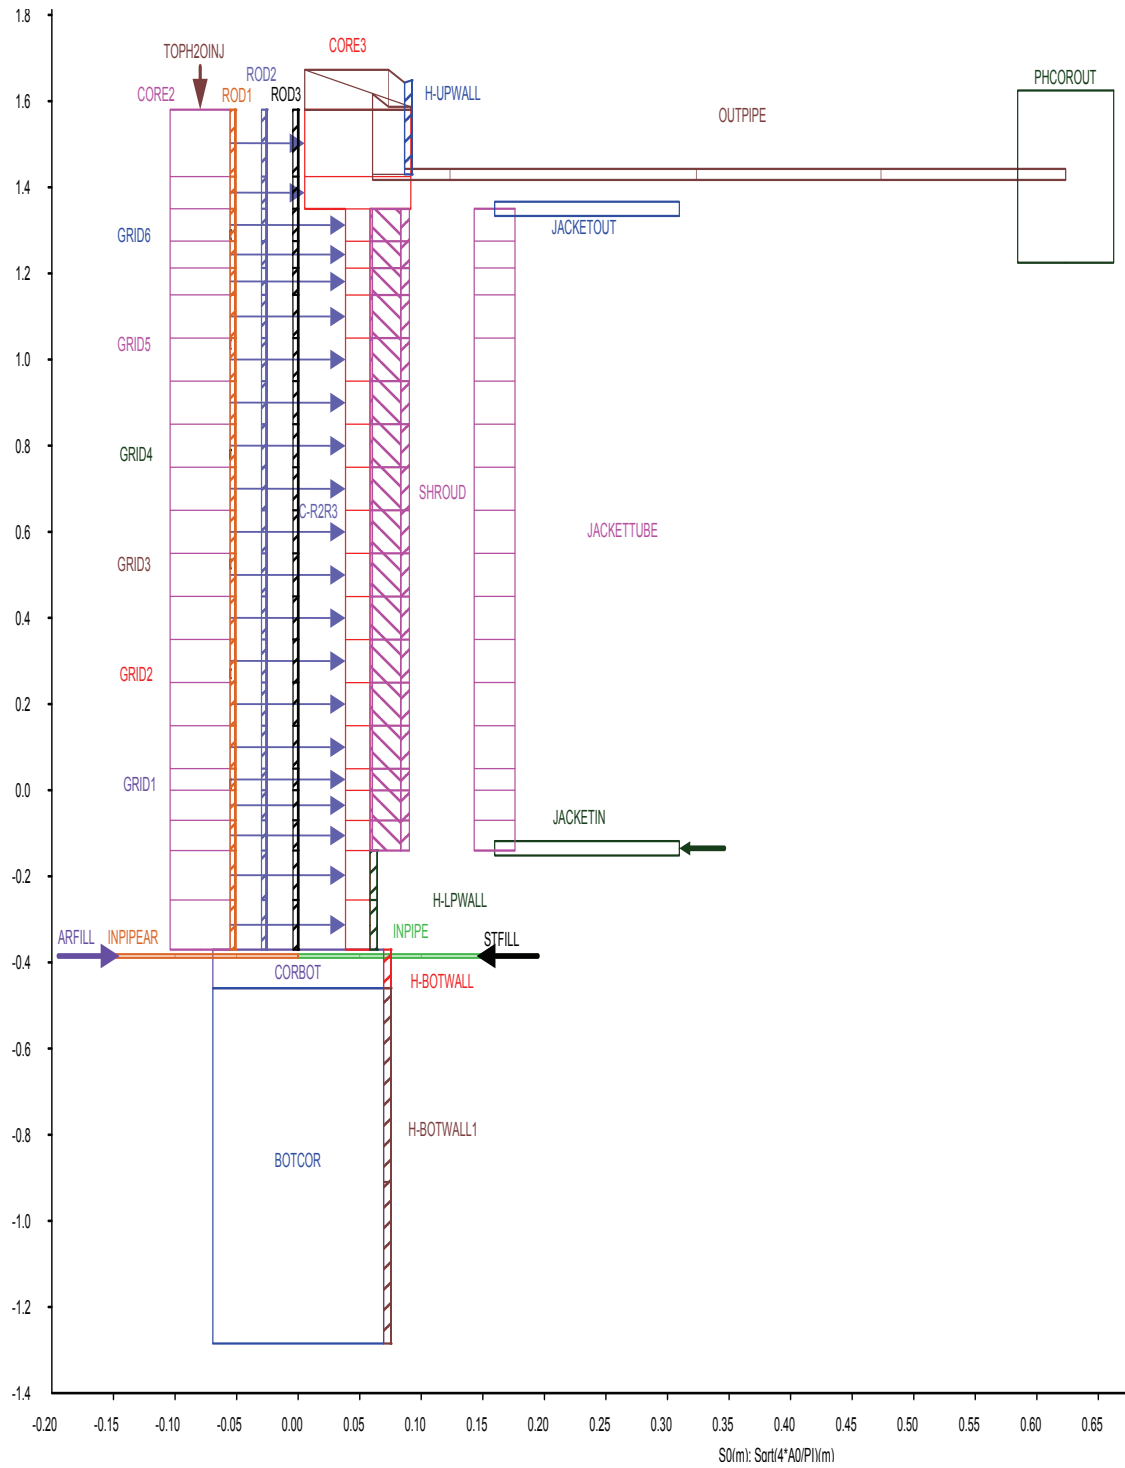 1.8
CORE3
TOPH2OINJ
ROD2
PHCOROUT
CORE2
ROD1
ROD3
H-UPWALL
1.6
OUTPIPE
1.4
GRID6
JACKETOUT
1.2
GRID5
1.0
GRID4
0.8
SHROUD
C-R2R3
JACKETTUBE
0.6
GRID3
0.4
GRID2
0.2
GRID1
0.0
JACKETIN
-0.2
H-LPWALL
ARFILL
INPIPEAR
INPIPE
STFILL
-0.4
CORBOT
H-BOTWALL
-0.6
-0.8
H-BOTWALL1
BOTCOR
-1.0
-1.2
-1.4
-0.20 -0.15 -0.10 -0.05 0.00 0.05 0.10 0.15 0.20 0.25 0.30 0.35 0.40 0.45 0.50 0.55 0.60 0.65
S0(m); Sqrt(4*A0/PI)(m)